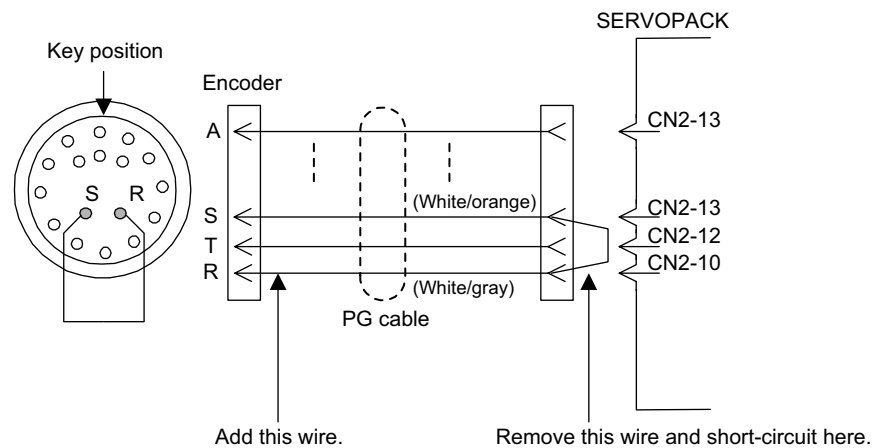 SERVOPACK
Key position
Encoder
A
CN2-13
S R
S
(White/orange)
CN2-13
T
CN2-12
R
CN2-10
(White/gray)
PG cable
Add this wire.
Remove this wire and short-circuit here.